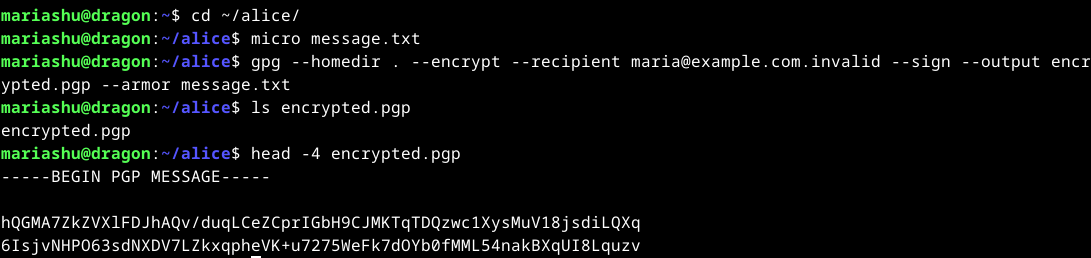 mariashu@dragon:~$ cd ~/alice/
mariashu@dragon:~/alice$ micro message.txt
mariashu@dragon:~/alice$ gpg --homedir . --encrypt --recipient maria@example.com.invalid --sign --output encr
ypted.pgp --armor message.txt
mariashu@dragon:~/alice$ ls encrypted.pgp
encrypted.pgp
mariashu@dragon:~/alice$ head -4 encrypted.pgp
-----BEGIN PGP MESSAGE-----

hQGMA7ZkZVXlFDJhAQv/duqLCeZCprIGbH9CJMKTqTDQzwc1XysMuV18jsdiLQXq
6IsjvNHPO63sdNXDV7LZkxqpheVK+u7275WeFk7dOYb0fMML54nakBXqUI8Lquzv